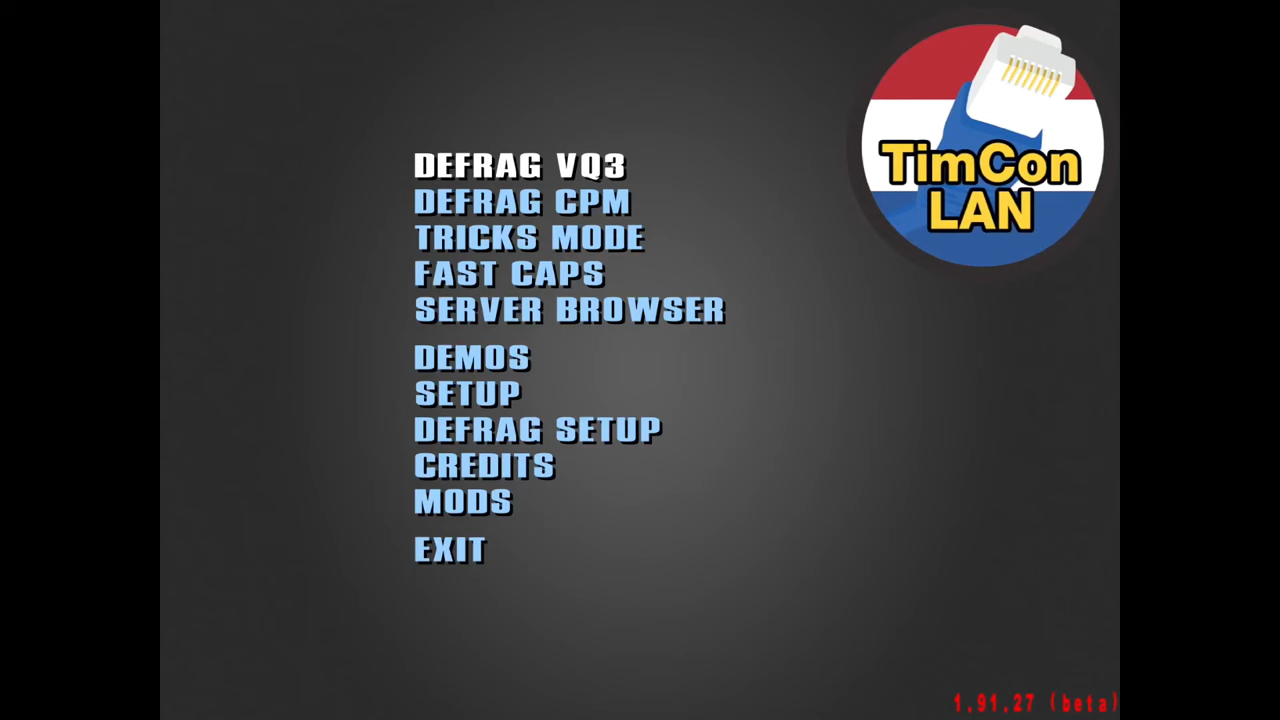 DEFRAG VQ3
DEFRAG CPM
TRICKS MODE
FAST CAPS
SERVER BROWSER
DEMOS
SETUP
DEFRAG SETUP
CREDITS
MODS
EXIT
TimCon
LAN
1.91.27 (beta)